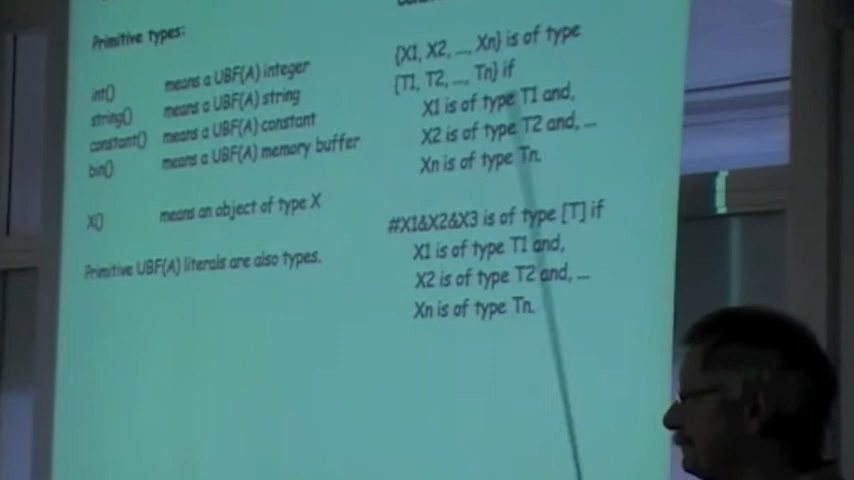 Primitive types:
int() means a UBF(A) integer
string() means a UBF(A) string
constant() means a UBF(A) constant
bin() means a UBF(A) memory buffer
X() means an object of type X
Primitive UBF(A) literals are also types.
{X1, X2, ..., Xn} is of type
{T1, T2, ..., Tn} if
X1 is of type T1 and,
X2 is of type T2 and, ...
Xn is of type Tn.
#X1&X2&X3 is of type [T] if
X1 is of type T1 and,
X2 is of type T2 and, ...
Xn is of type Tn.